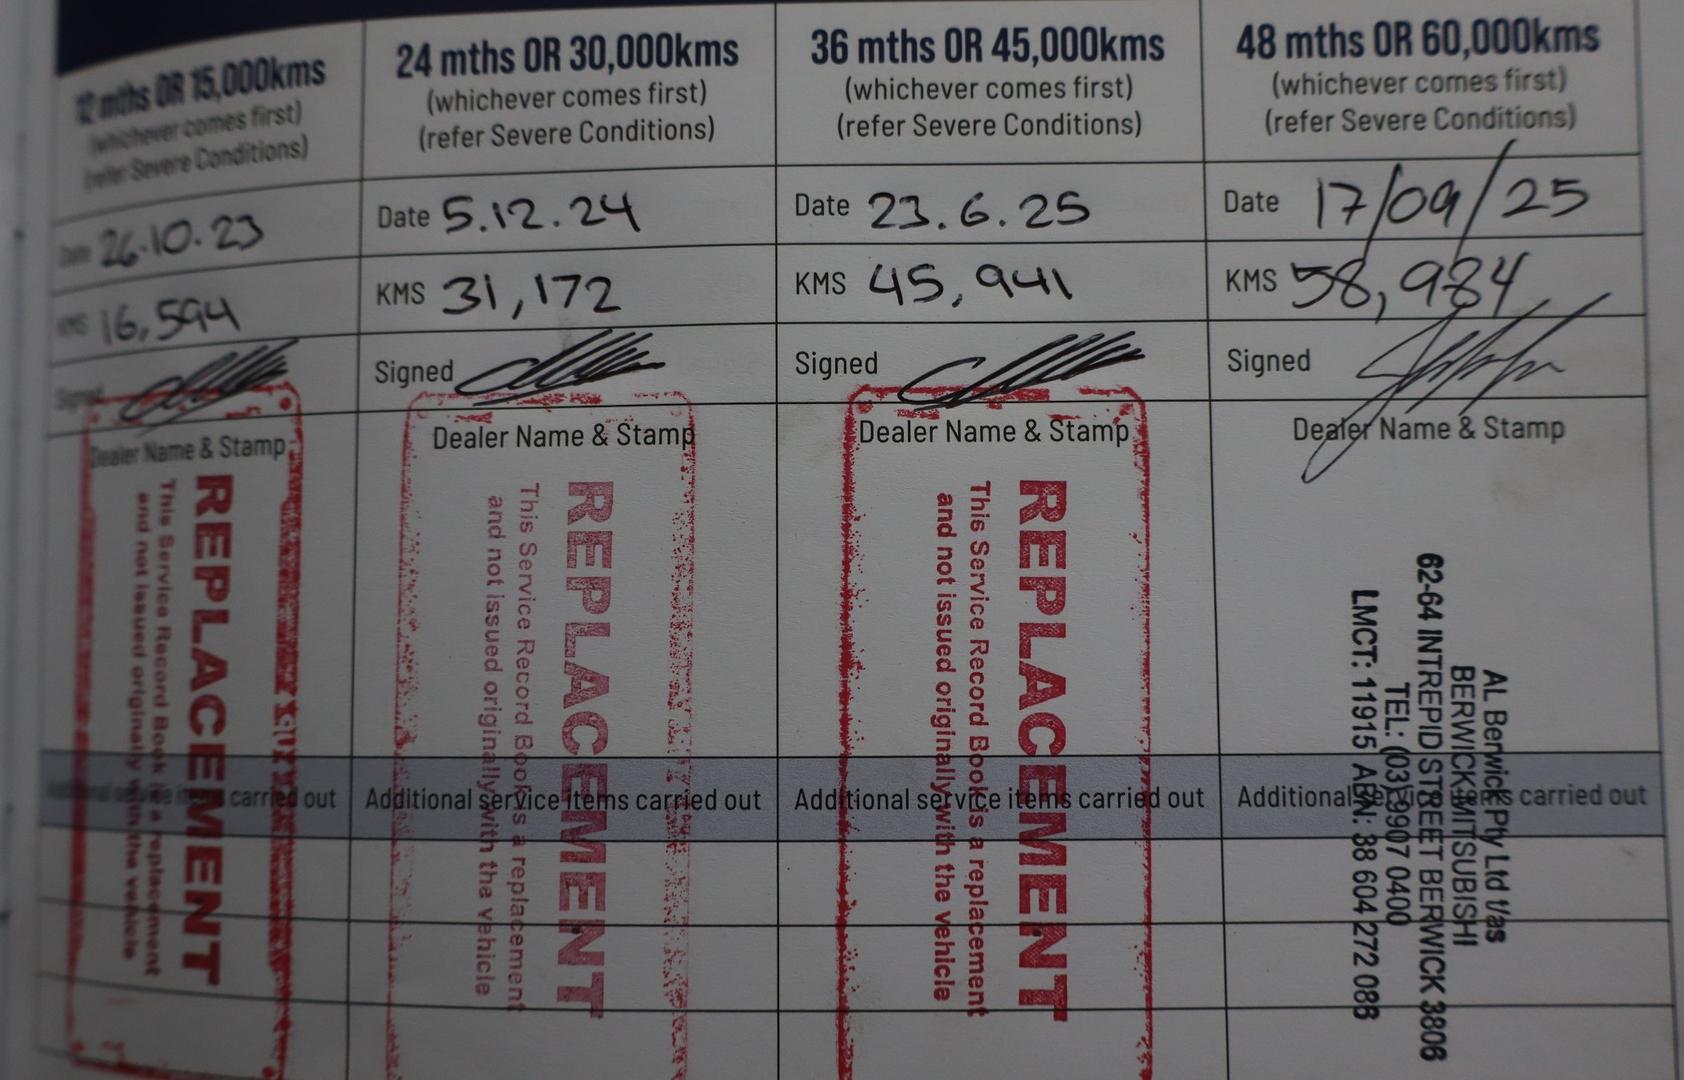 12 mths OR 15,000kms
(whichever comes first)
(refer Severe Conditions)
Date 26.10.23
KMS 16,594
Signed
Dealer Name & Stamp
REPLACEMENT
This Service Record Book is a replacement
and not issued originally with the vehicle
Additional service items carried out
24 mths OR 30,000kms
(whichever comes first)
(refer Severe Conditions)
Date 5.12.24
KMS 31,172
Signed
Dealer Name & Stamp
REPLACEMENT
This Service Record Book is a replacement
and not issued originally with the vehicle
Additional service items carried out
36 mths OR 45,000kms
(whichever comes first)
(refer Severe Conditions)
Date 23.6.25
KMS 45,941
Signed
Dealer Name & Stamp
REPLACEMENT
This Service Record Book is a replacement
and not issued originally with the vehicle
Additional service items carried out
48 mths OR 60,000kms
(whichever comes first)
(refer Severe Conditions)
Date 17/09/25
KMS 58,984
Signed
Dealer Name & Stamp
AL Berwick Pty Ltd t/as
BERWICK MITSUBISHI
62-64 INTREPID STREET BERWICK 3806
TEL: (03) 9907 0400
LMCT: 11915 ABN: 38 604 272 088
Additional service items carried out